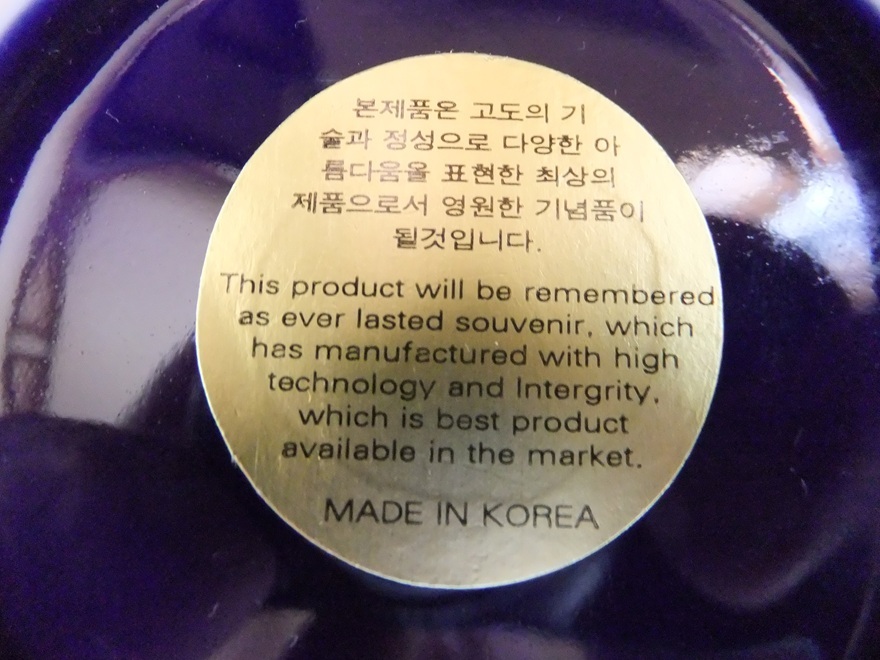 본제품은 고도의 기
술과 정성으로 다양한 아
름다움을 표현한 최상의
제품으로서 영원한 기념품이
될것입니다.
This product will be remembered
as ever lasted souvenir, which
has manufactured with high
technology and Intergrity,
which is best product
available in the market.
MADE IN KOREA